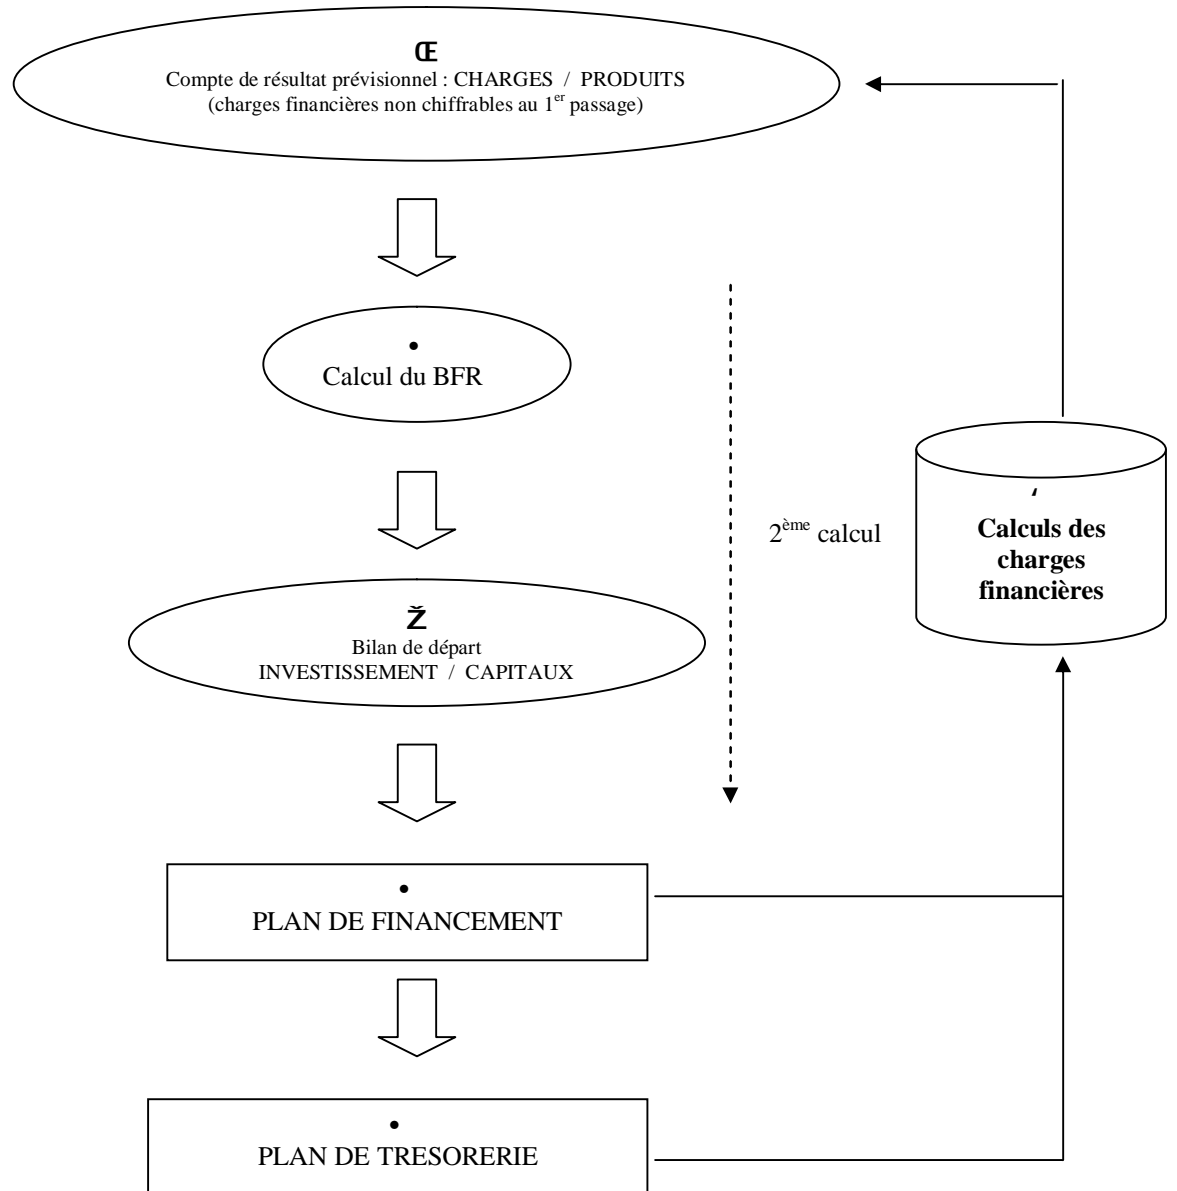 Œ
Compte de résultat prévisionnel : CHARGES / PRODUITS
(charges financières non chiffrables au 1er passage)
•
Calcul du BFR
2ème calcul
‘
Calculs des
charges
financières
Ž
Bilan de départ
INVESTISSEMENT / CAPITAUX
•
PLAN DE FINANCEMENT
•
PLAN DE TRESORERIE